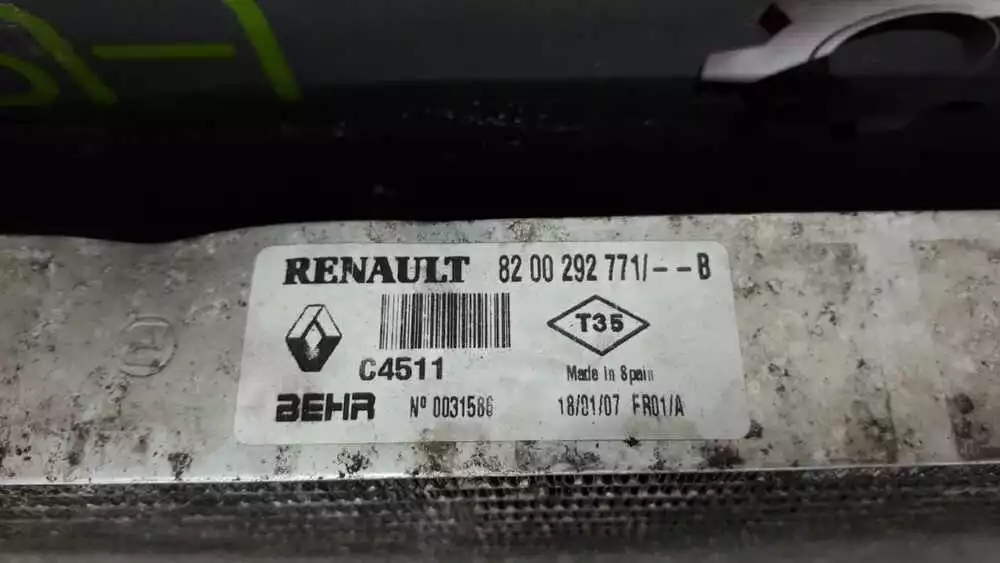 RENAULT 82 00 292 771/--B
C4511
T35
Made in Spain
BEHR Nº 0031586 18/01/07 FR01/A